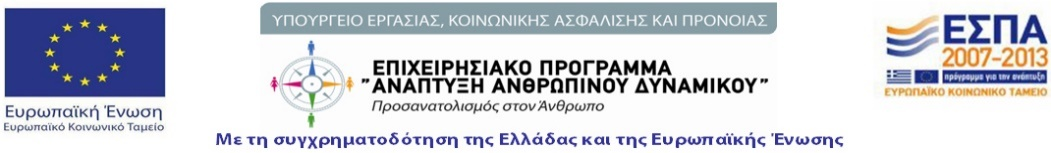 Ευρωπαϊκή Ένωση
Ευρωπαϊκό Κοινωνικό Ταμείο
ΥΠΟΥΡΓΕΙΟ ΕΡΓΑΣΙΑΣ, ΚΟΙΝΩΝΙΚΗΣ ΑΣΦΑΛΙΣΗΣ ΚΑΙ ΠΡΟΝΟΙΑΣ
ΕΠΙΧΕΙΡΗΣΙΑΚΟ ΠΡΟΓΡΑΜΜΑ
"ΑΝΑΠΤΥΞΗ ΑΝΘΡΩΠΙΝΟΥ ΔΥΝΑΜΙΚΟΥ"
Προσανατολισμός στον Άνθρωπο
ΕΣΠΑ
2007-2013
πρόγραμμα για την ανάπτυξη
ΕΥΡΩΠΑΪΚΟ ΚΟΙΝΩΝΙΚΟ ΤΑΜΕΙΟ
Με τη συγχρηματοδότηση της Ελλάδας και της Ευρωπαϊκής Ένωσης